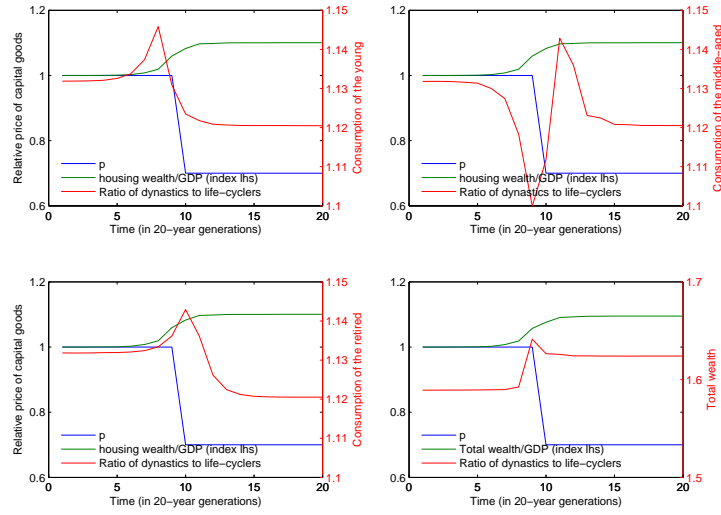 1.2
1
0.8
0.6
Relative price of capital goods
0 5 10 15 20
Time (in 20−year generations)
1.15
1.14
1.13
1.12
1.11
1.1
Consumption of the young
p
housing wealth/GDP (index lhs)
Ratio of dynastics to life−cyclers
1.2
1
0.8
0.6
0 5 10 15 20
Time (in 20−year generations)
1.15
1.14
1.13
1.12
1.11
1.1
Consumption of the middle−aged
p
housing wealth/GDP (index lhs)
Ratio of dynastics to life−cyclers
1.2
1
0.8
0.6
Relative price of capital goods
0 5 10 15 20
Time (in 20−year generations)
1.15
1.14
1.13
1.12
1.11
1.1
Consumption of the retired
p
housing wealth/GDP (index lhs)
Ratio of dynastics to life−cyclers
1.2
1
0.8
0.6
0 5 10 15 20
Time (in 20−year generations)
1.7
1.6
1.5
Total wealth
p
Total wealth/GDP (index lhs)
Ratio of dynastics to life−cyclers